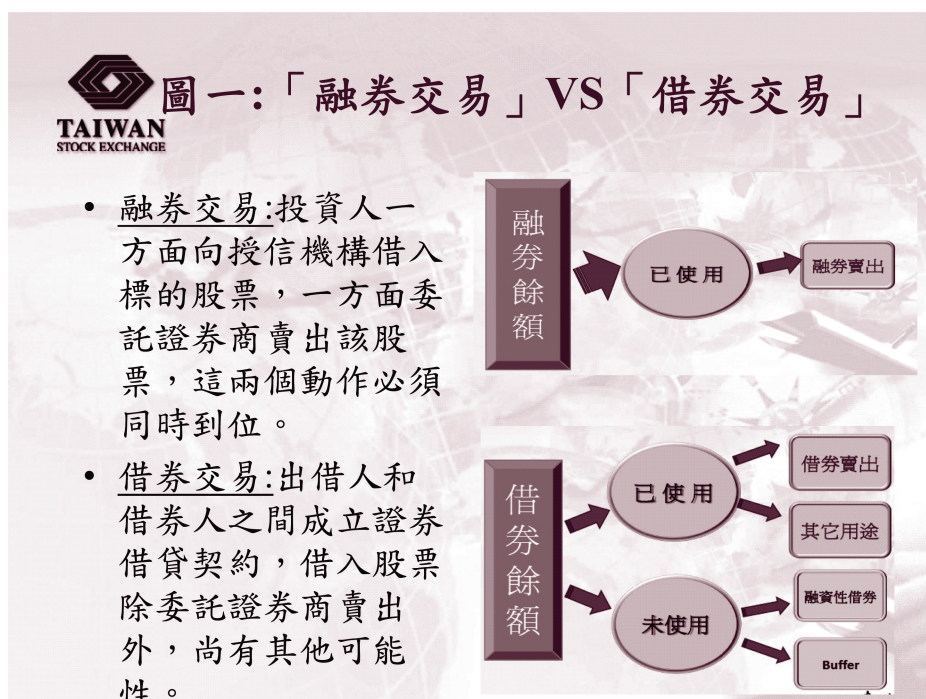 圖一:「融券交易」VS「借券交易」
TAIWAN
STOCK EXCHANGE
• 融券交易:投資人一
方面向授信機構借入
標的股票，一方面委
託證券商賣出該股
票，這兩個動作必須
同時到位。
• 借券交易:出借人和
借券人之間成立證券
借貸契約，借入股票
除委託證券商賣出
外，尚有其他可能
性。
融券餘額
已使用
融券賣出
借券餘額
已使用
借券賣出
其它用途
未使用
融資性借券
Buffer